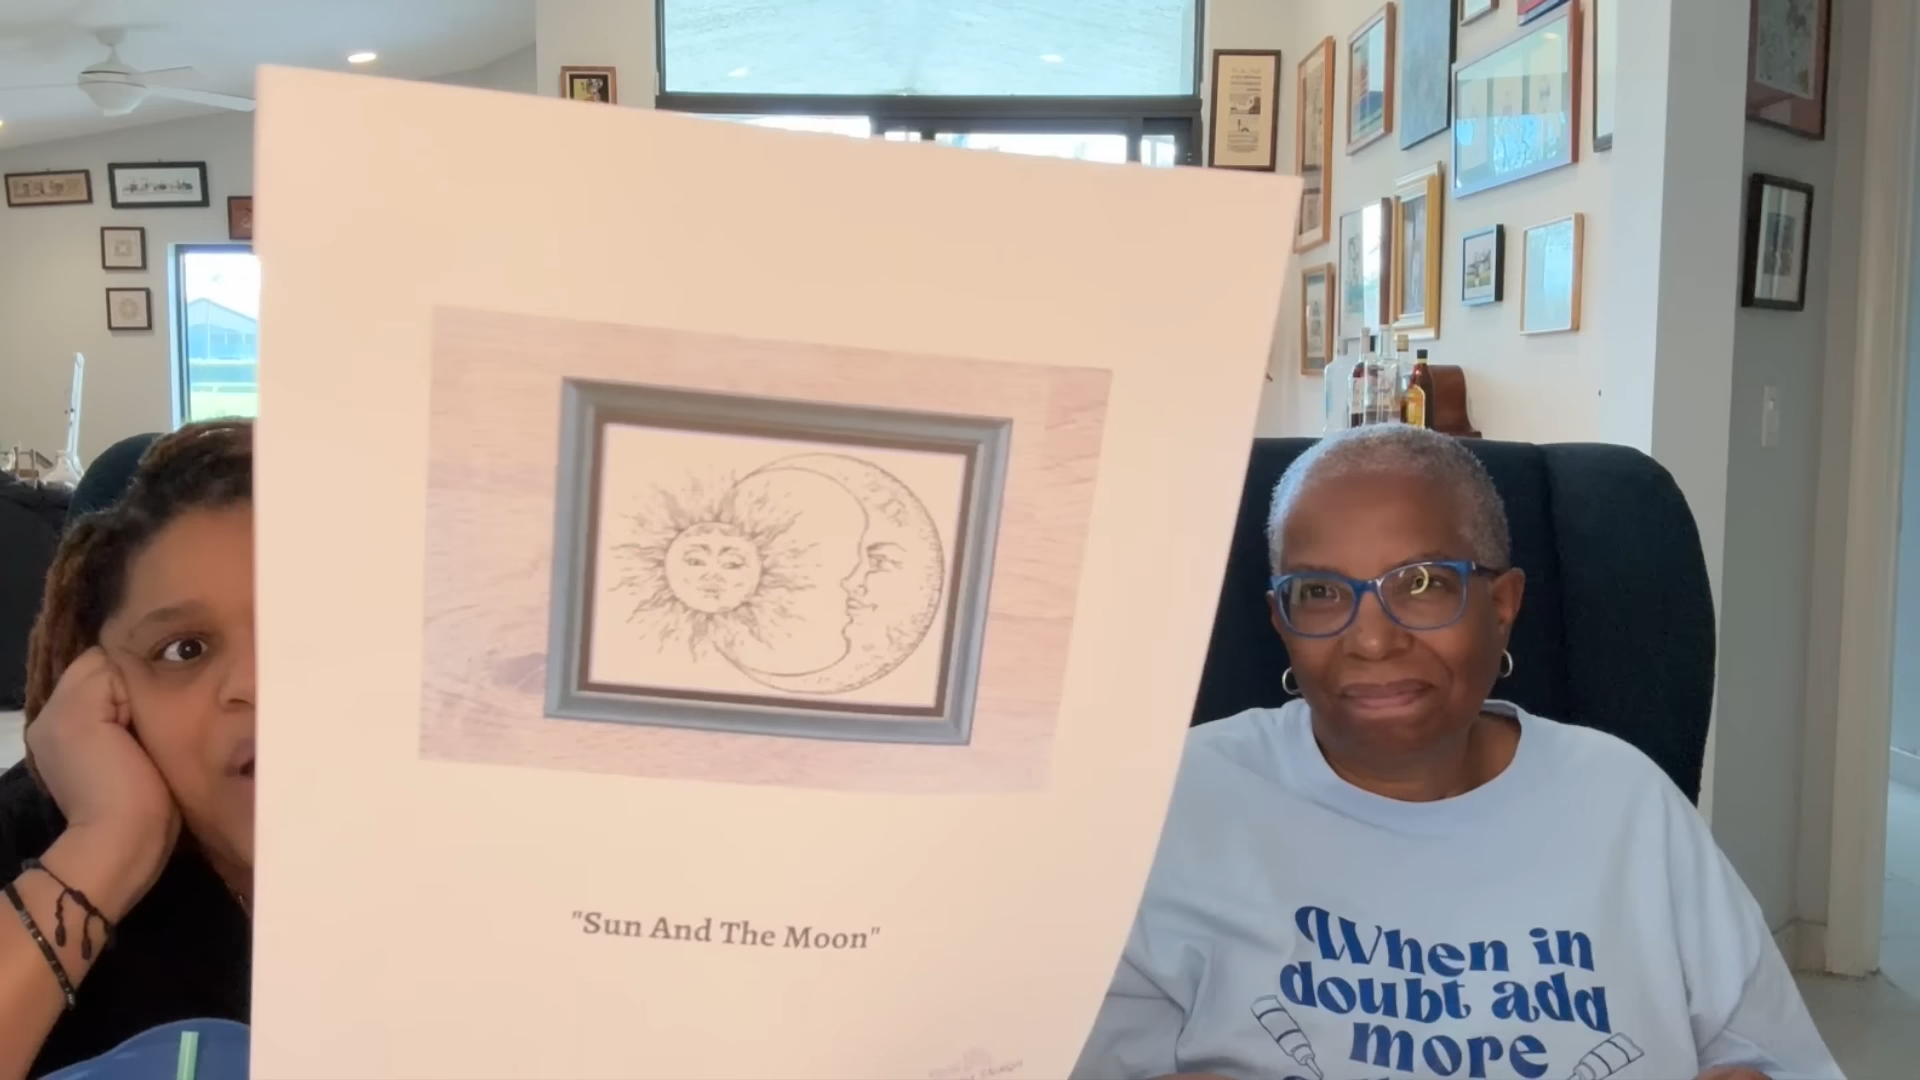 "Sun And The Moon"
When in
doubt add
more